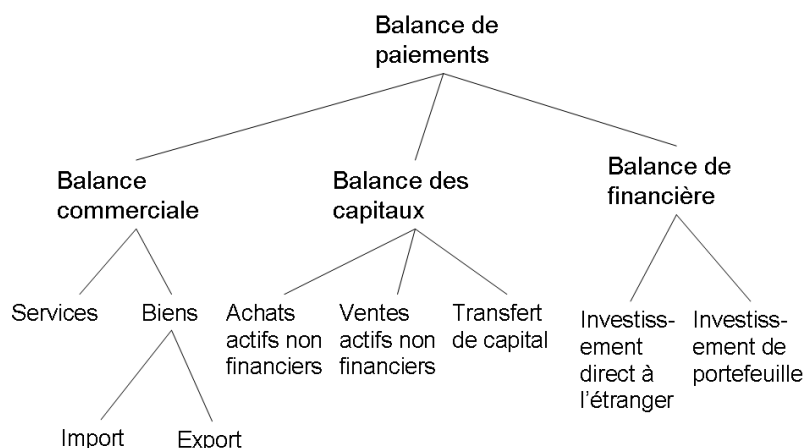 Balance de
paiements
Balance
commerciale
Balance des
capitaux
Balance de
financière
Services
Biens
Achats
actifs non
financiers
Ventes
actifs non
financiers
Transfert
de capital
Investiss-
ement
direct à
l'étranger
Investiss-
ement de
portefeuille
Import
Export